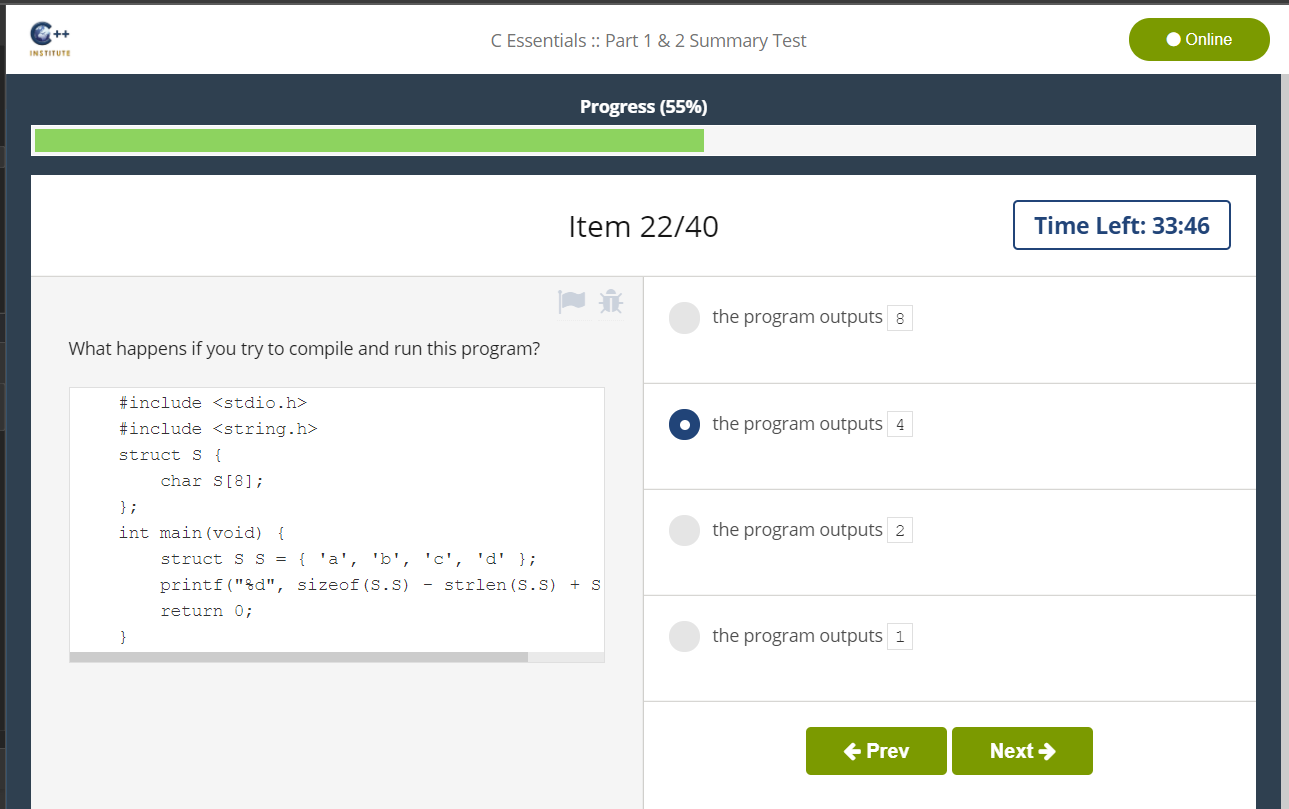 C++
INSTITUTE
C Essentials :: Part 1 & 2 Summary Test
Online
Progress (55%)
Item 22/40
Time Left: 33:46
What happens if you try to compile and run this program?
#include <stdio.h>
#include <string.h>
struct S {
    char S[8];
};
int main(void) {
    struct S S = { 'a', 'b', 'c', 'd' };
    printf("%d", sizeof(S.S) - strlen(S.S) + S
    return 0;
}
the program outputs 8
the program outputs 4
the program outputs 2
the program outputs 1
Prev
Next